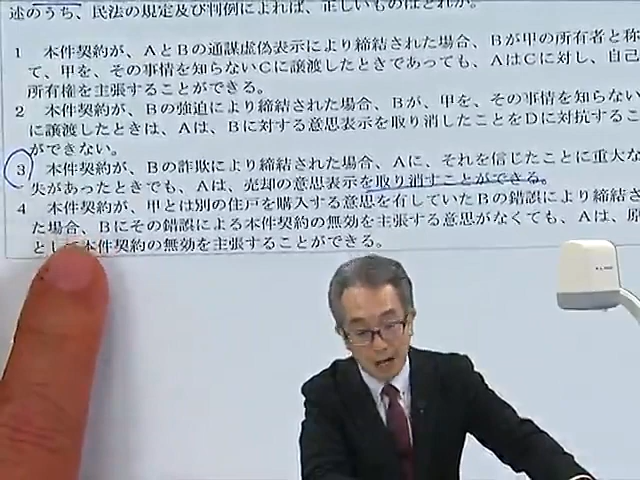 述のうち、民法の規定及び判例によれば、正しいものはどれか。
1 本件契約が、AとBの通謀虚偽表示により締結された場合、Bが甲の所有者と称
て、甲を、その事情を知らないCに譲渡したときであっても、AはCに対し、自己
所有権を主張することができる。
2 本件契約が、Bの強迫により締結された場合、Bが、甲を、その事情を知らない
に譲渡したときは、Aは、Bに対する意思表示を取り消したことをDに対抗するこ
ができない。
3 本件契約が、Bの詐欺により締結された場合、Aに、それを信じたことに重大な
失があったときでも、Aは、売却の意思表示を取り消すことができる。
4 本件契約が、甲とは別の住戸を購入する意思を有していたBの錯誤により締結さ
た場合、Bにその錯誤による本件契約の無効を主張する意思がなくても、Aは、原
として本件契約の無効を主張することができる。